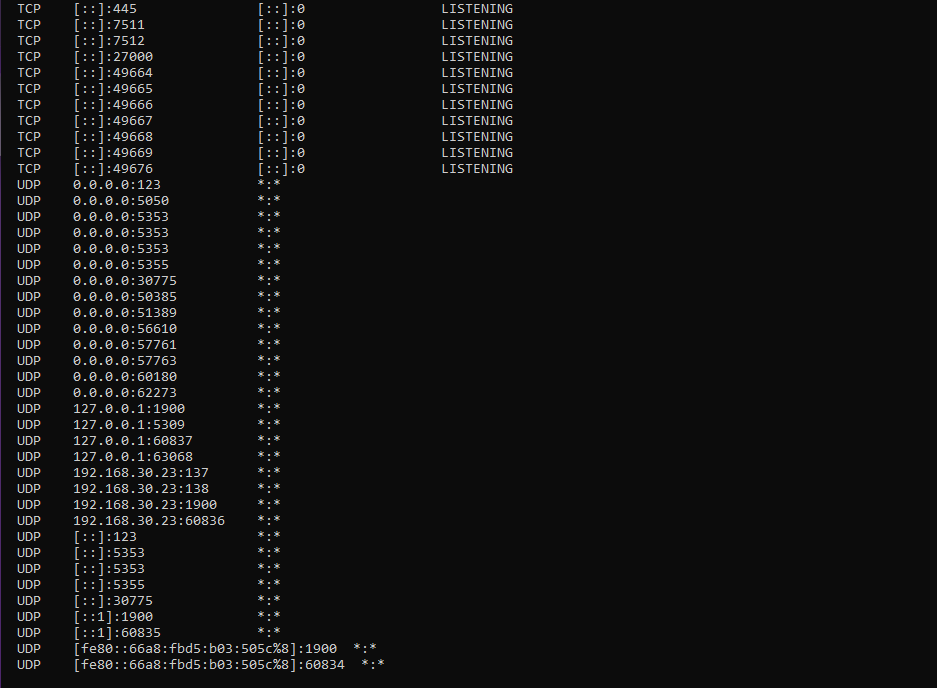 TCP [::]:445 [::]:0 LISTENING
TCP [::]:7511 [::]:0 LISTENING
TCP [::]:7512 [::]:0 LISTENING
TCP [::]:27000 [::]:0 LISTENING
TCP [::]:49664 [::]:0 LISTENING
TCP [::]:49665 [::]:0 LISTENING
TCP [::]:49666 [::]:0 LISTENING
TCP [::]:49667 [::]:0 LISTENING
TCP [::]:49668 [::]:0 LISTENING
TCP [::]:49669 [::]:0 LISTENING
TCP [::]:49676 [::]:0 LISTENING
UDP 0.0.0.0:123 *:*
UDP 0.0.0.0:5050 *:*
UDP 0.0.0.0:5353 *:*
UDP 0.0.0.0:5353 *:*
UDP 0.0.0.0:5353 *:*
UDP 0.0.0.0:5355 *:*
UDP 0.0.0.0:30775 *:*
UDP 0.0.0.0:50385 *:*
UDP 0.0.0.0:51389 *:*
UDP 0.0.0.0:56610 *:*
UDP 0.0.0.0:57761 *:*
UDP 0.0.0.0:57763 *:*
UDP 0.0.0.0:60180 *:*
UDP 0.0.0.0:62273 *:*
UDP 127.0.0.1:1900 *:*
UDP 127.0.0.1:5309 *:*
UDP 127.0.0.1:60837 *:*
UDP 127.0.0.1:63068 *:*
UDP 192.168.30.23:137 *:*
UDP 192.168.30.23:138 *:*
UDP 192.168.30.23:1900 *:*
UDP 192.168.30.23:60836 *:*
UDP [::]:123 *:*
UDP [::]:5353 *:*
UDP [::]:5353 *:*
UDP [::]:5355 *:*
UDP [::]:30775 *:*
UDP [::1]:1900 *:*
UDP [::1]:60835 *:*
UDP [fe80::66a8:fbd5:b03:505c%8]:1900 *:*
UDP [fe80::66a8:fbd5:b03:505c%8]:60834 *:*